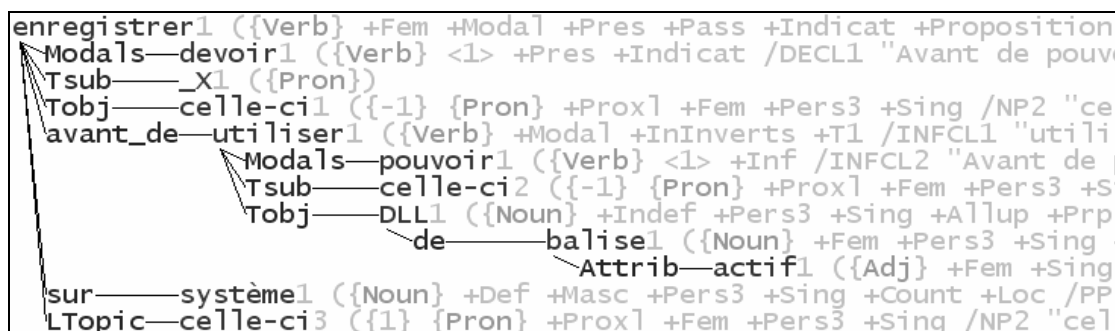 enregistrer1 ({Verb} +Fem +Modal +Pres +Pass +Indicat +Proposition
Modals devoir1 ({Verb} <1> +Pres +Indicat /DECL1 "Avant de pouv
Tsub _X1 ({Pron})
Tobj celle-ci1 ({-1} {Pron} +Proxl +Fem +Pers3 +Sing /NP2 "ce
avant_de utiliser1 ({Verb} +Modal +InInverts +T1 /INFCL1 "utili
Modals pouvoir1 ({Verb} <1> +Inf /INFCL2 "Avant de
Tsub celle-ci2 ({-1} {Pron} +Proxl +Fem +Pers3 +S
Tobj DLL1 ({Noun} +Indef +Pers3 +Sing +Allup +Prp
de balise1 ({Noun} +Fem +Pers3 +Sing
Attrib actif1 ({Adj} +Fem +Sing
sur système1 ({Noun} +Def +Masc +Pers3 +Sing +Count +Loc /PP
LTopic celle-ci3 ({1} {Pron} +Proxl +Fem +Pers3 +Sing /NP2 "cel